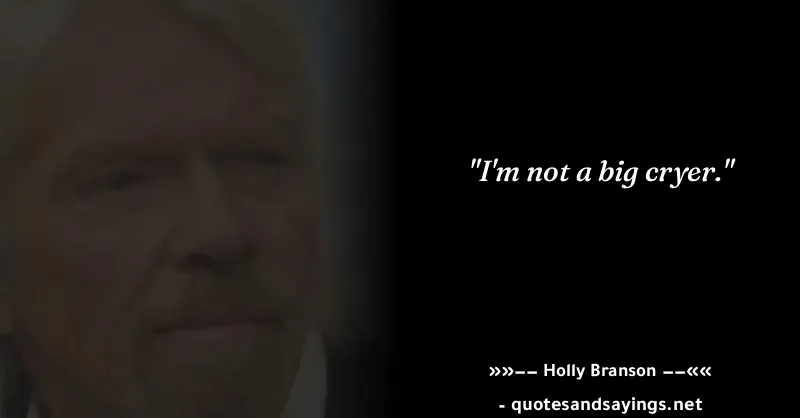 "I'm not a big cryer."
»»–– Holly Branson ––««
- quotesandsayings.net